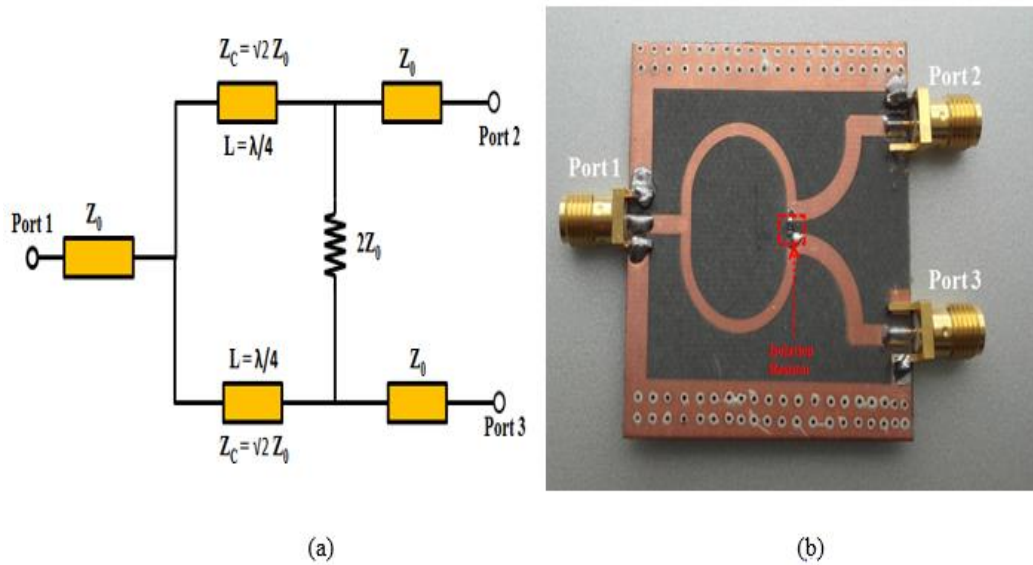 Z_C = √2 Z_0
Z_0
L = λ/4
Port 2
Port 1
Z_0
2Z_0
L = λ/4
Z_0
Z_C = √2 Z_0
Port 3
Port 1
Port 2
Port 3
Isolation
(a)
(b)